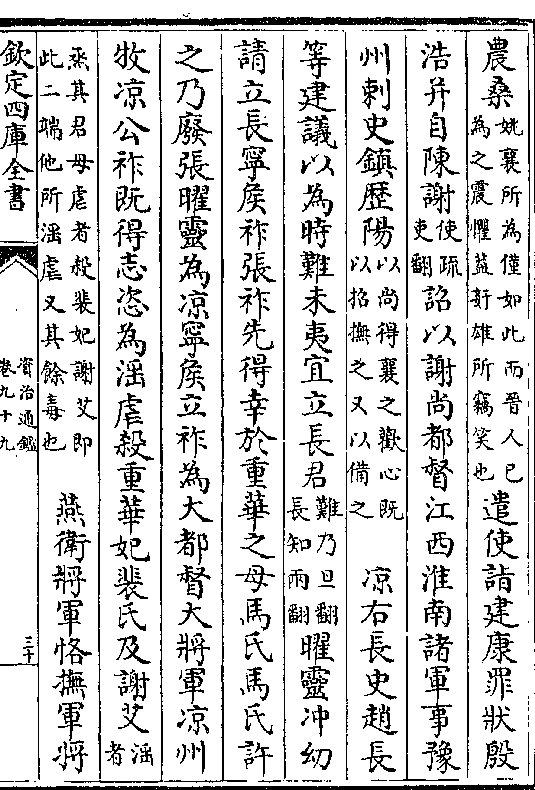 農桑姚襄所為僅如此而晉人已為之震懼葢奸雄所竊笑也遣使詣建康罪狀殷
浩并自陳謝使疏吏翻詔以謝尚都督江西淮南諸軍事豫
州刺史鎮歷陽以尚得襄之歡心既以招撫之又以備之凉右長史趙長
等建議以為時難未夷宜立長君難乃旦翻長知兩翻曜靈冲幼
請立長寧侯祚張祚先得幸於重華之母馬氏馬氏許
之乃廢張曜靈為凉寧侯立祚為大都督大將軍凉州
牧凉公祚既得志恣為滛虐殺重華妃裴氏及謝艾滛者
烝其君母虐者殺裴妃謝艾即此二端他所滛虐又其餘毒也燕衛將軍恪撫軍將
欽定四庫全書
資治通鑑
卷九十九
三十